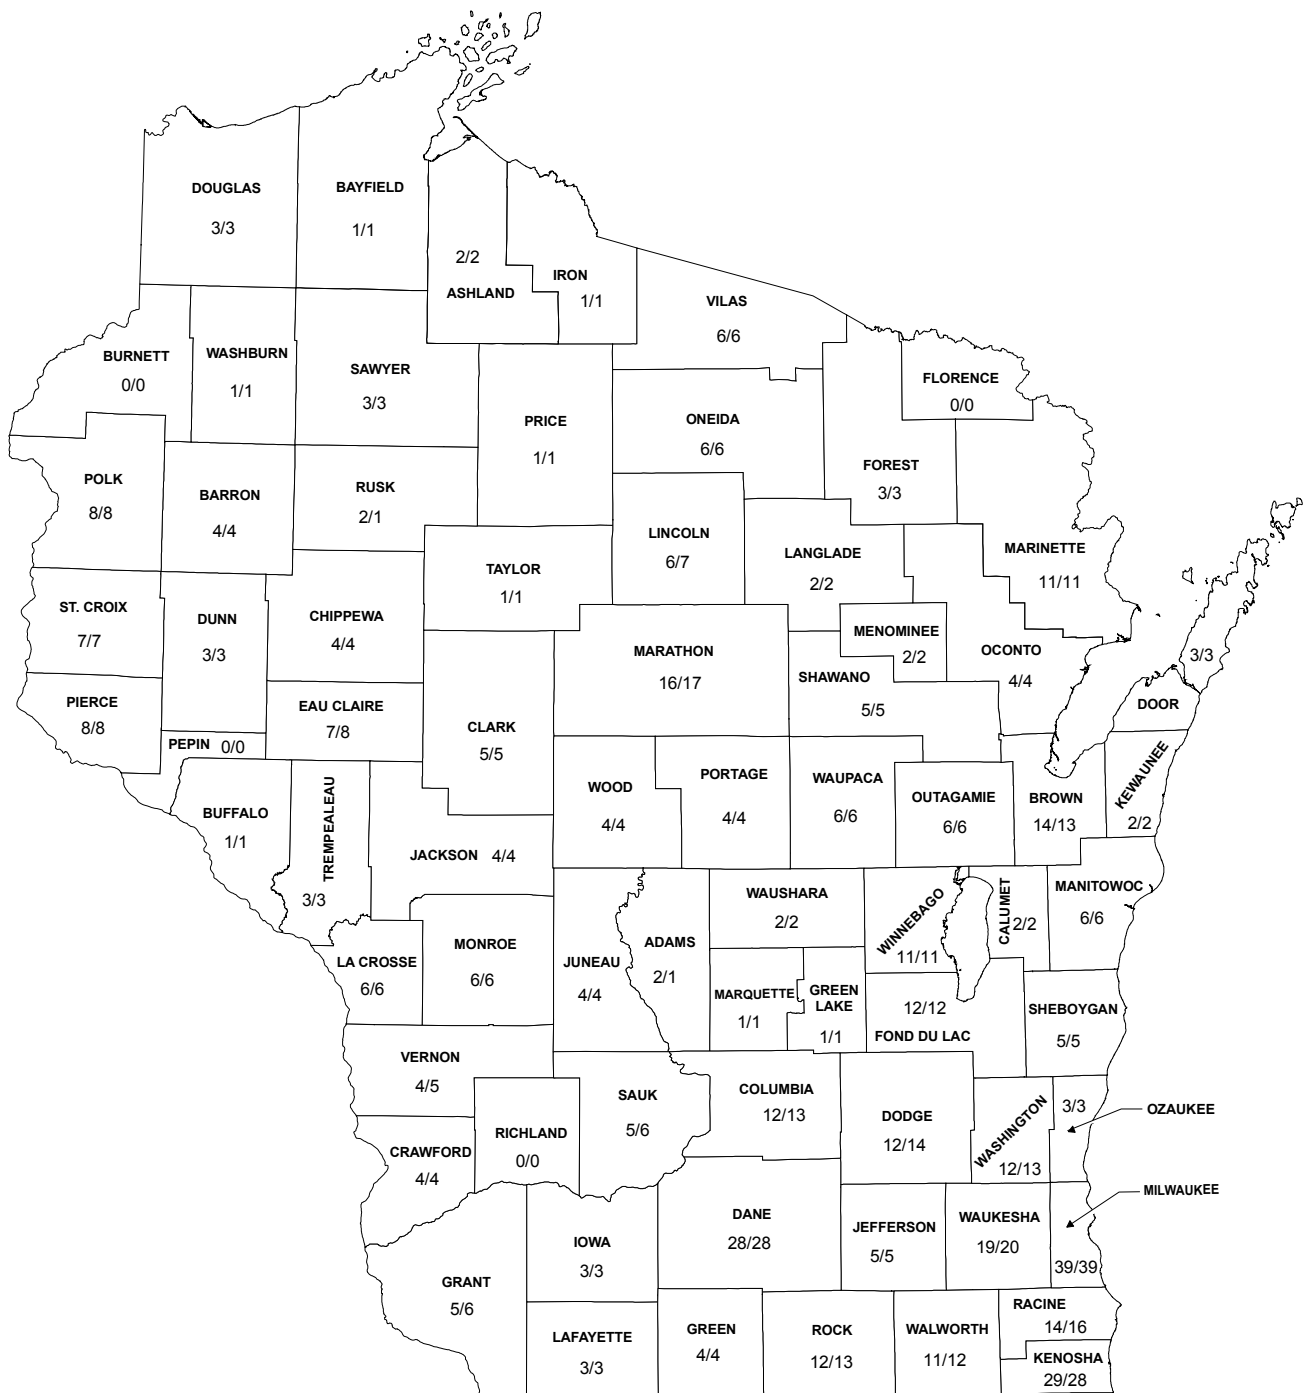 DOUGLAS
3/3
BAYFIELD
1/1
2/2
ASHLAND
IRON
1/1
VILAS
6/6
BURNETT
0/0
WASHBURN
1/1
SAWYER
3/3
PRICE
1/1
ONEIDA
6/6
FLORENCE
0/0
FOREST
3/3
POLK
8/8
BARRON
4/4
RUSK
2/1
TAYLOR
1/1
LINCOLN
6/7
LANGLADE
2/2
MARINETTE
11/11
ST. CROIX
7/7
DUNN
3/3
CHIPPEWA
4/4
MARATHON
16/17
MENOMINEE
2/2
SHAWANO
5/5
OCONTO
4/4
3/3
DOOR
PIERCE
8/8
PEPIN 0/0
EAU CLAIRE
7/8
CLARK
5/5
WOOD
4/4
PORTAGE
4/4
WAUPACA
6/6
OUTAGAMIE
6/6
BROWN
14/13
KEWAUNEE
2/2
BUFFALO
1/1
TREMPEALEAU
3/3
JACKSON 4/4
LA CROSSE
6/6
MONROE
6/6
JUNEAU
4/4
ADAMS
2/1
WAUSHARA
2/2
WINNEBAGO
11/11
CALUMET
2/2
MANITOWOC
6/6
MARQUETTE
1/1
GREEN
LAKE
1/1
12/12
FOND DU LAC
SHEBOYGAN
5/5
VERNON
4/5
SAUK
5/6
COLUMBIA
12/13
DODGE
12/14
WASHINGTON
12/13
3/3
OZAUKEE
CRAWFORD
4/4
RICHLAND
0/0
DANE
28/28
JEFFERSON
5/5
WAUKESHA
19/20
MILWAUKEE
39/39
IOWA
3/3
GRANT
5/6
LAFAYETTE
3/3
GREEN
4/4
ROCK
12/13
WALWORTH
11/12
RACINE
14/16
KENOSHA
29/28